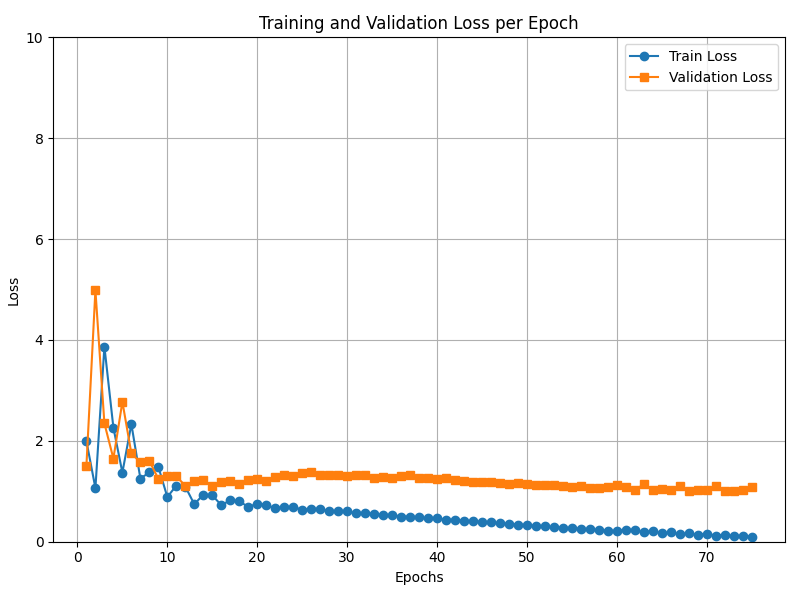 Training and Validation Loss per Epoch
Train Loss
Validation Loss
10
8
6
4
2
0
Loss
0 10 20 30 40 50 60 70
Epochs